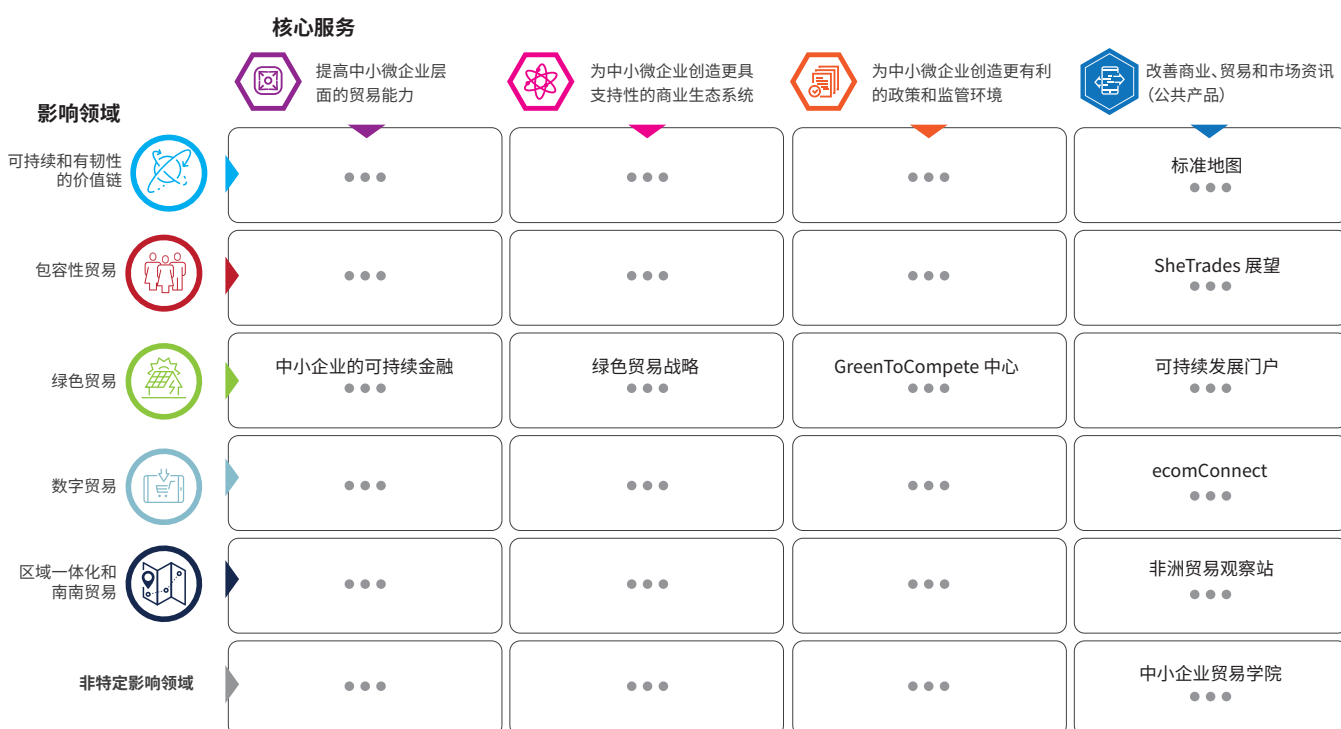 核心服务
提高中小微企业层
面的贸易能力
为中小微企业创造更具
支持性的商业生态系统
为中小微企业创造更有利
的政策和监管环境
改善商业、贸易和市场资讯
（公共产品）
影响领域
可持续和有韧性
的价值链
标准地图
包容性贸易
SheTrades 展望
绿色贸易
中小企业的可持续金融
绿色贸易战略
GreenToCompete 中心
可持续发展门户
数字贸易
ecomConnect
区域一体化和
南南贸易
非洲贸易观察站
非特定影响领域
中小企业贸易学院